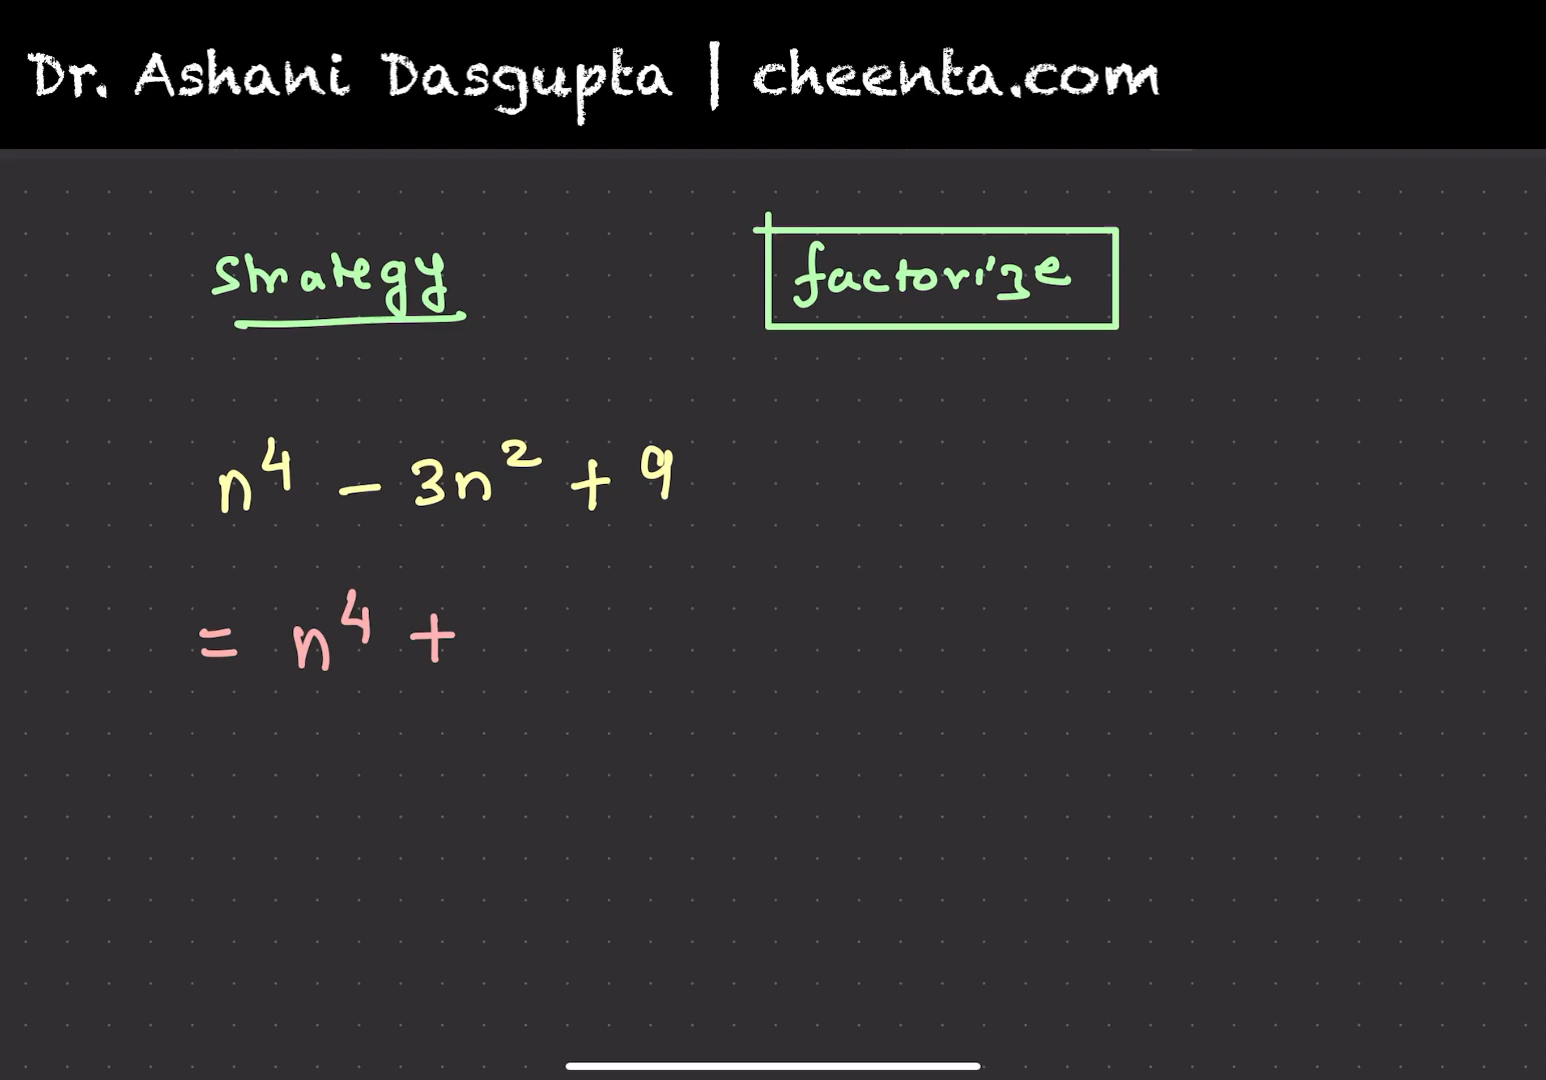 Dr. Ashani Dasgupta | cheenta.com
Strategy
factorize
n⁴ - 3n² + 9
= n⁴ +